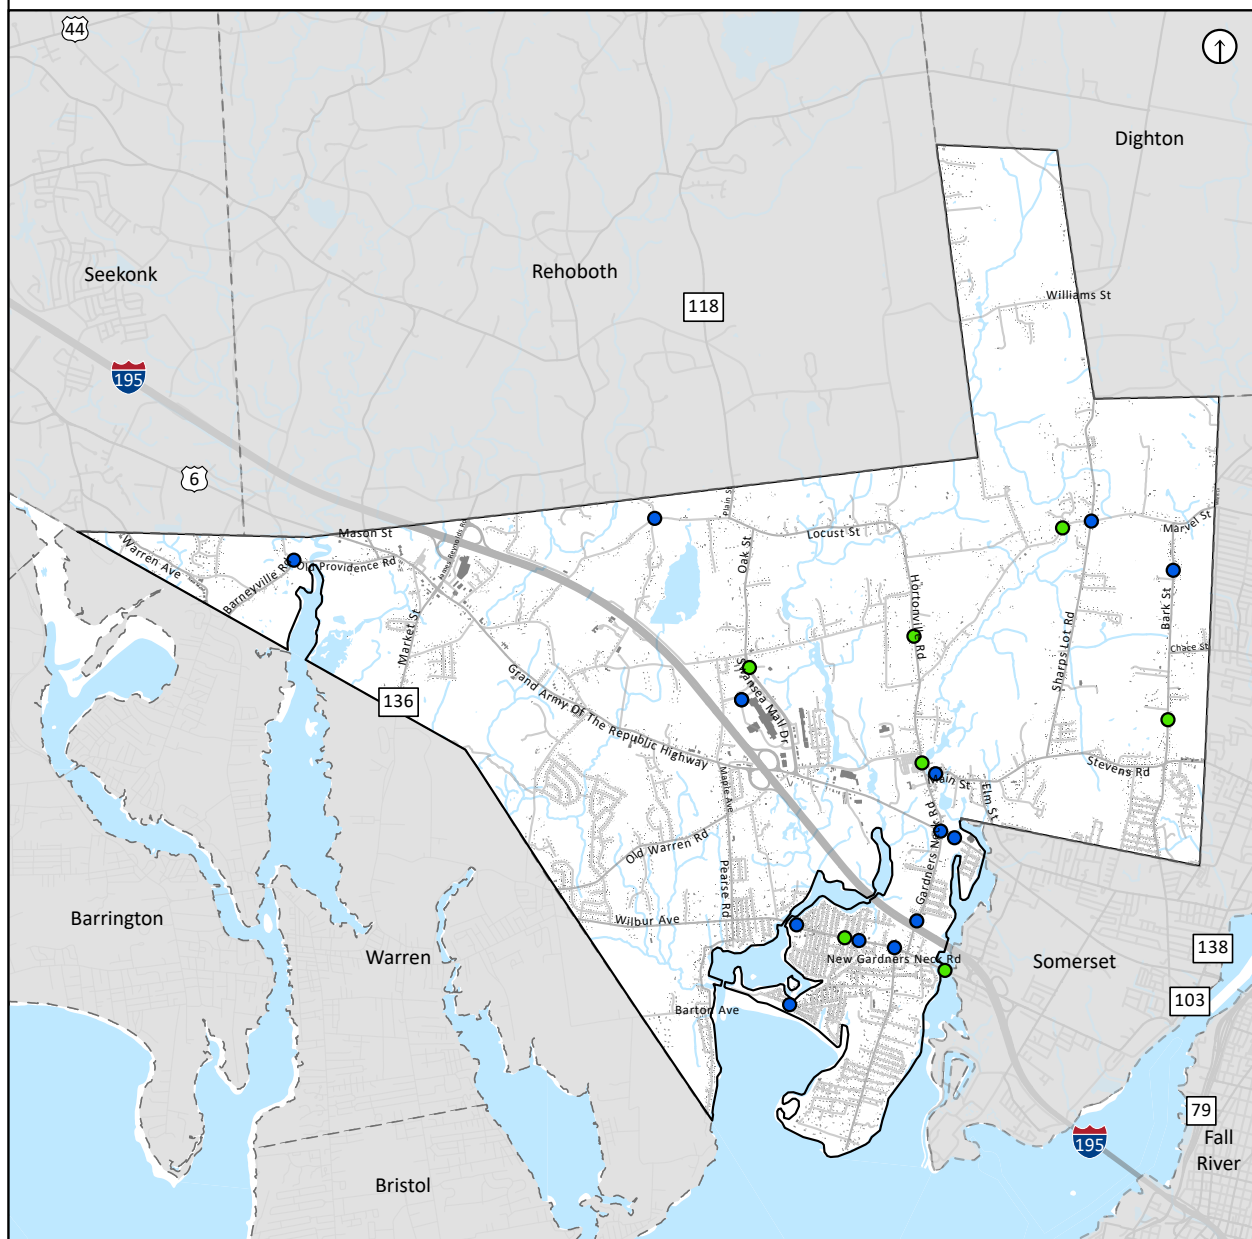 44
Dighton
Seekonk
Rehoboth
118
Williams St
195
6
Mason St
Plain St
Locust St
Marvel St
Warren Ave
Old Providence Rd
James Reynolds Rd
Barneyville Rd
Oak St
Hortonville Rd
Bark St
Market St
Sharps Lot Rd
Chace St
136
Swansea Mall Dr
Grand Army Of The Republic Highway
Stevens Rd
Main St
Elm St
Maple Ave
Old Warren Rd
Gardners Neck Rd
Pearse Rd
Wilbur Ave
Barrington
Warren
New Gardners Neck Rd
Somerset
138
103
Barton Ave
79
Fall
River
195
Bristol